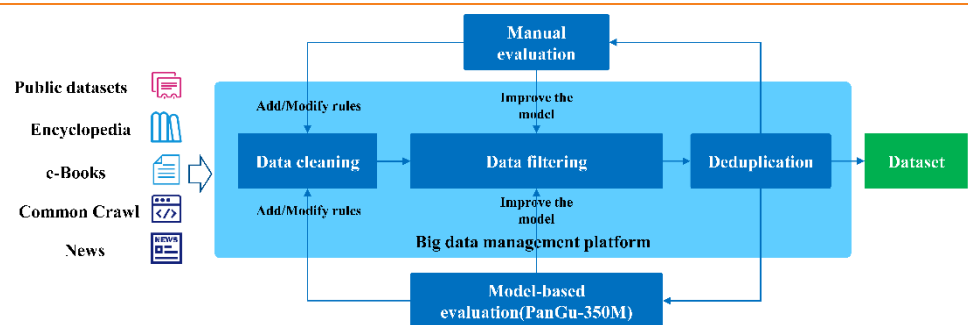 Manual
evaluation
Public datasets
Encyclopedia
e-Books
Common Crawl
</>
NEWS
News
Add/Modify rules
Improve the
model
Data cleaning
Data filtering
Deduplication
Dataset
Add/Modify rules
Improve the
model
Big data management platform
Model-based
evaluation(PanGu-350M)